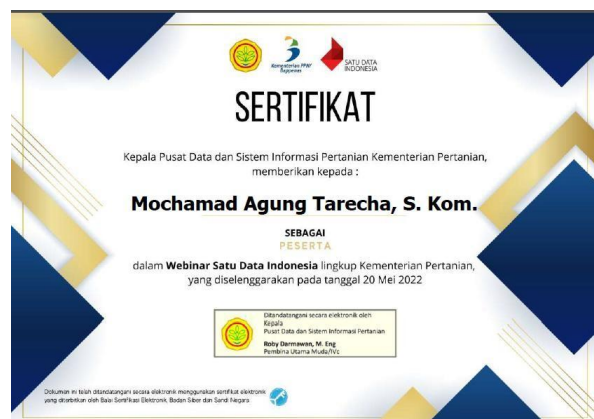 Kementerian PPN/
Bappenas
SATU DATA
INDONESIA
SERTIFIKAT
Kepala Pusat Data dan Sistem Informasi Pertanian Kementerian Pertanian,
memberikan kepada :
Mochamad Agung Tarecha, S. Kom.
SEBAGAI
PESERTA
dalam Webinar Satu Data Indonesia lingkup Kementerian Pertanian,
yang diselenggarakan pada tanggal 20 Mei 2022
Ditandatangani secara elektronik oleh
Kepala
Pusat Data dan Sistem Informasi Pertanian
Roby Darmawan, M. Eng
Pembina Utama Muda/IVc
Dokumen ini telah ditandatangani secara elektronik menggunakan sertifikat elektronik
yang diterbitkan oleh Balai Sertifikasi Elektronik, Badan Siber dan Sandi Negara